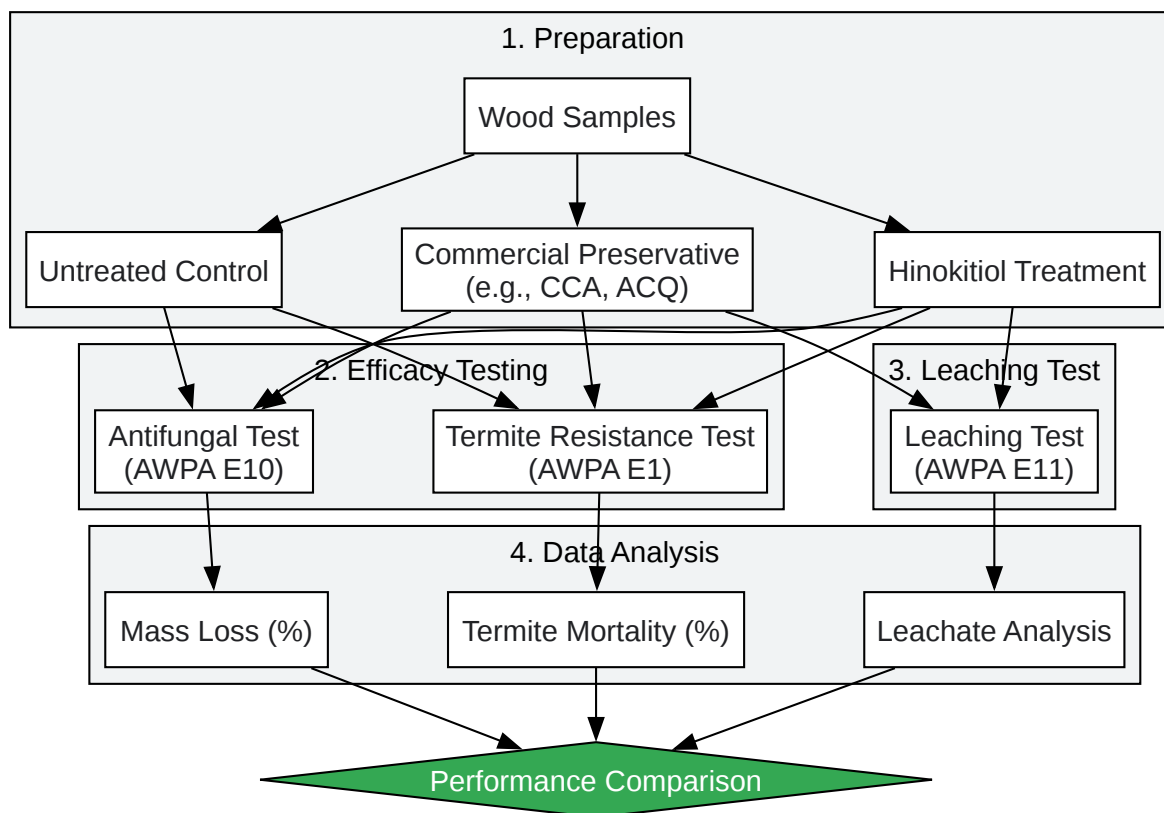 1. Preparation
Wood Samples
Untreated Control
Commercial Preservative
(e.g., CCA, ACQ)
Hinokitiol Treatment
2. Efficacy Testing
3. Leaching Test
Antifungal Test
(AWPA E10)
Termite Resistance Test
(AWPA E1)
Leaching Test
(AWPA E11)
4. Data Analysis
Mass Loss (%)
Termite Mortality (%)
Leachate Analysis
Performance Comparison